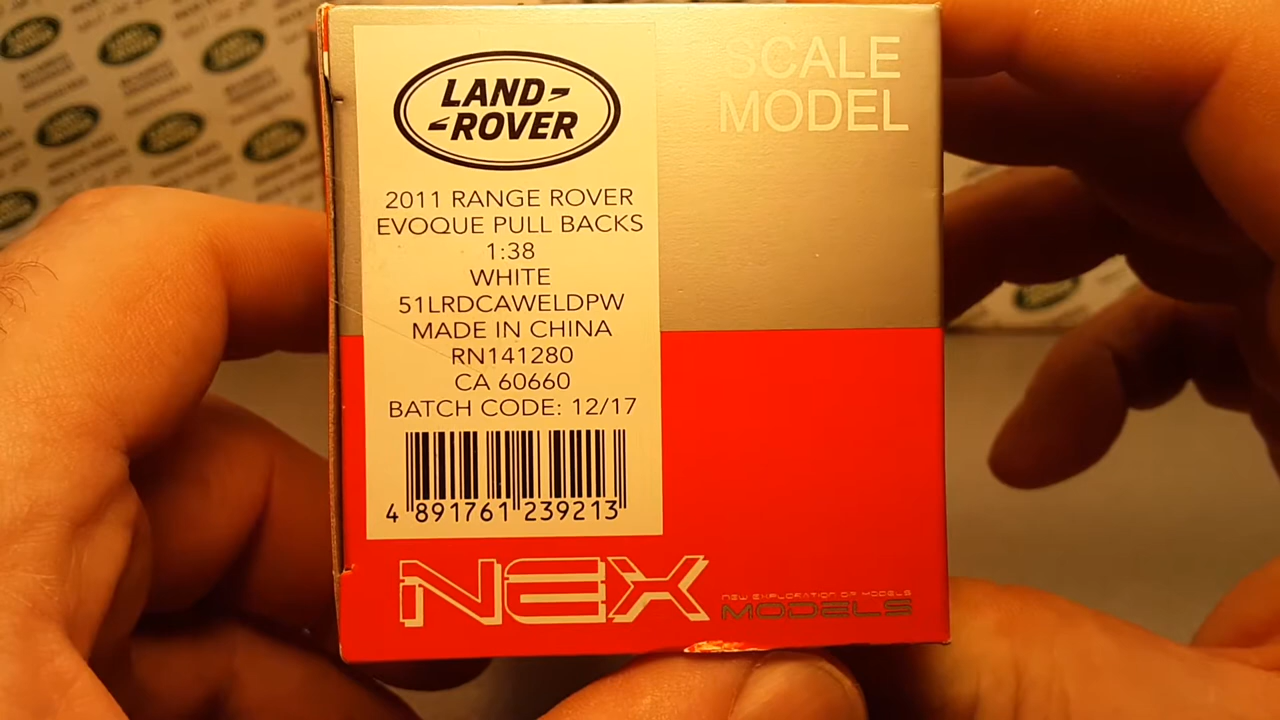 LAND-
-ROVER
2011 RANGE ROVER
EVOQUE PULL BACKS
1:38
WHITE
51LRDCAWELDPW
MADE IN CHINA
RN141280
CA 60660
BATCH CODE: 12/17
4 891761 239213
SCALE
MODEL
NEX
NEW EXPLORATION OF MODELS
MODELS